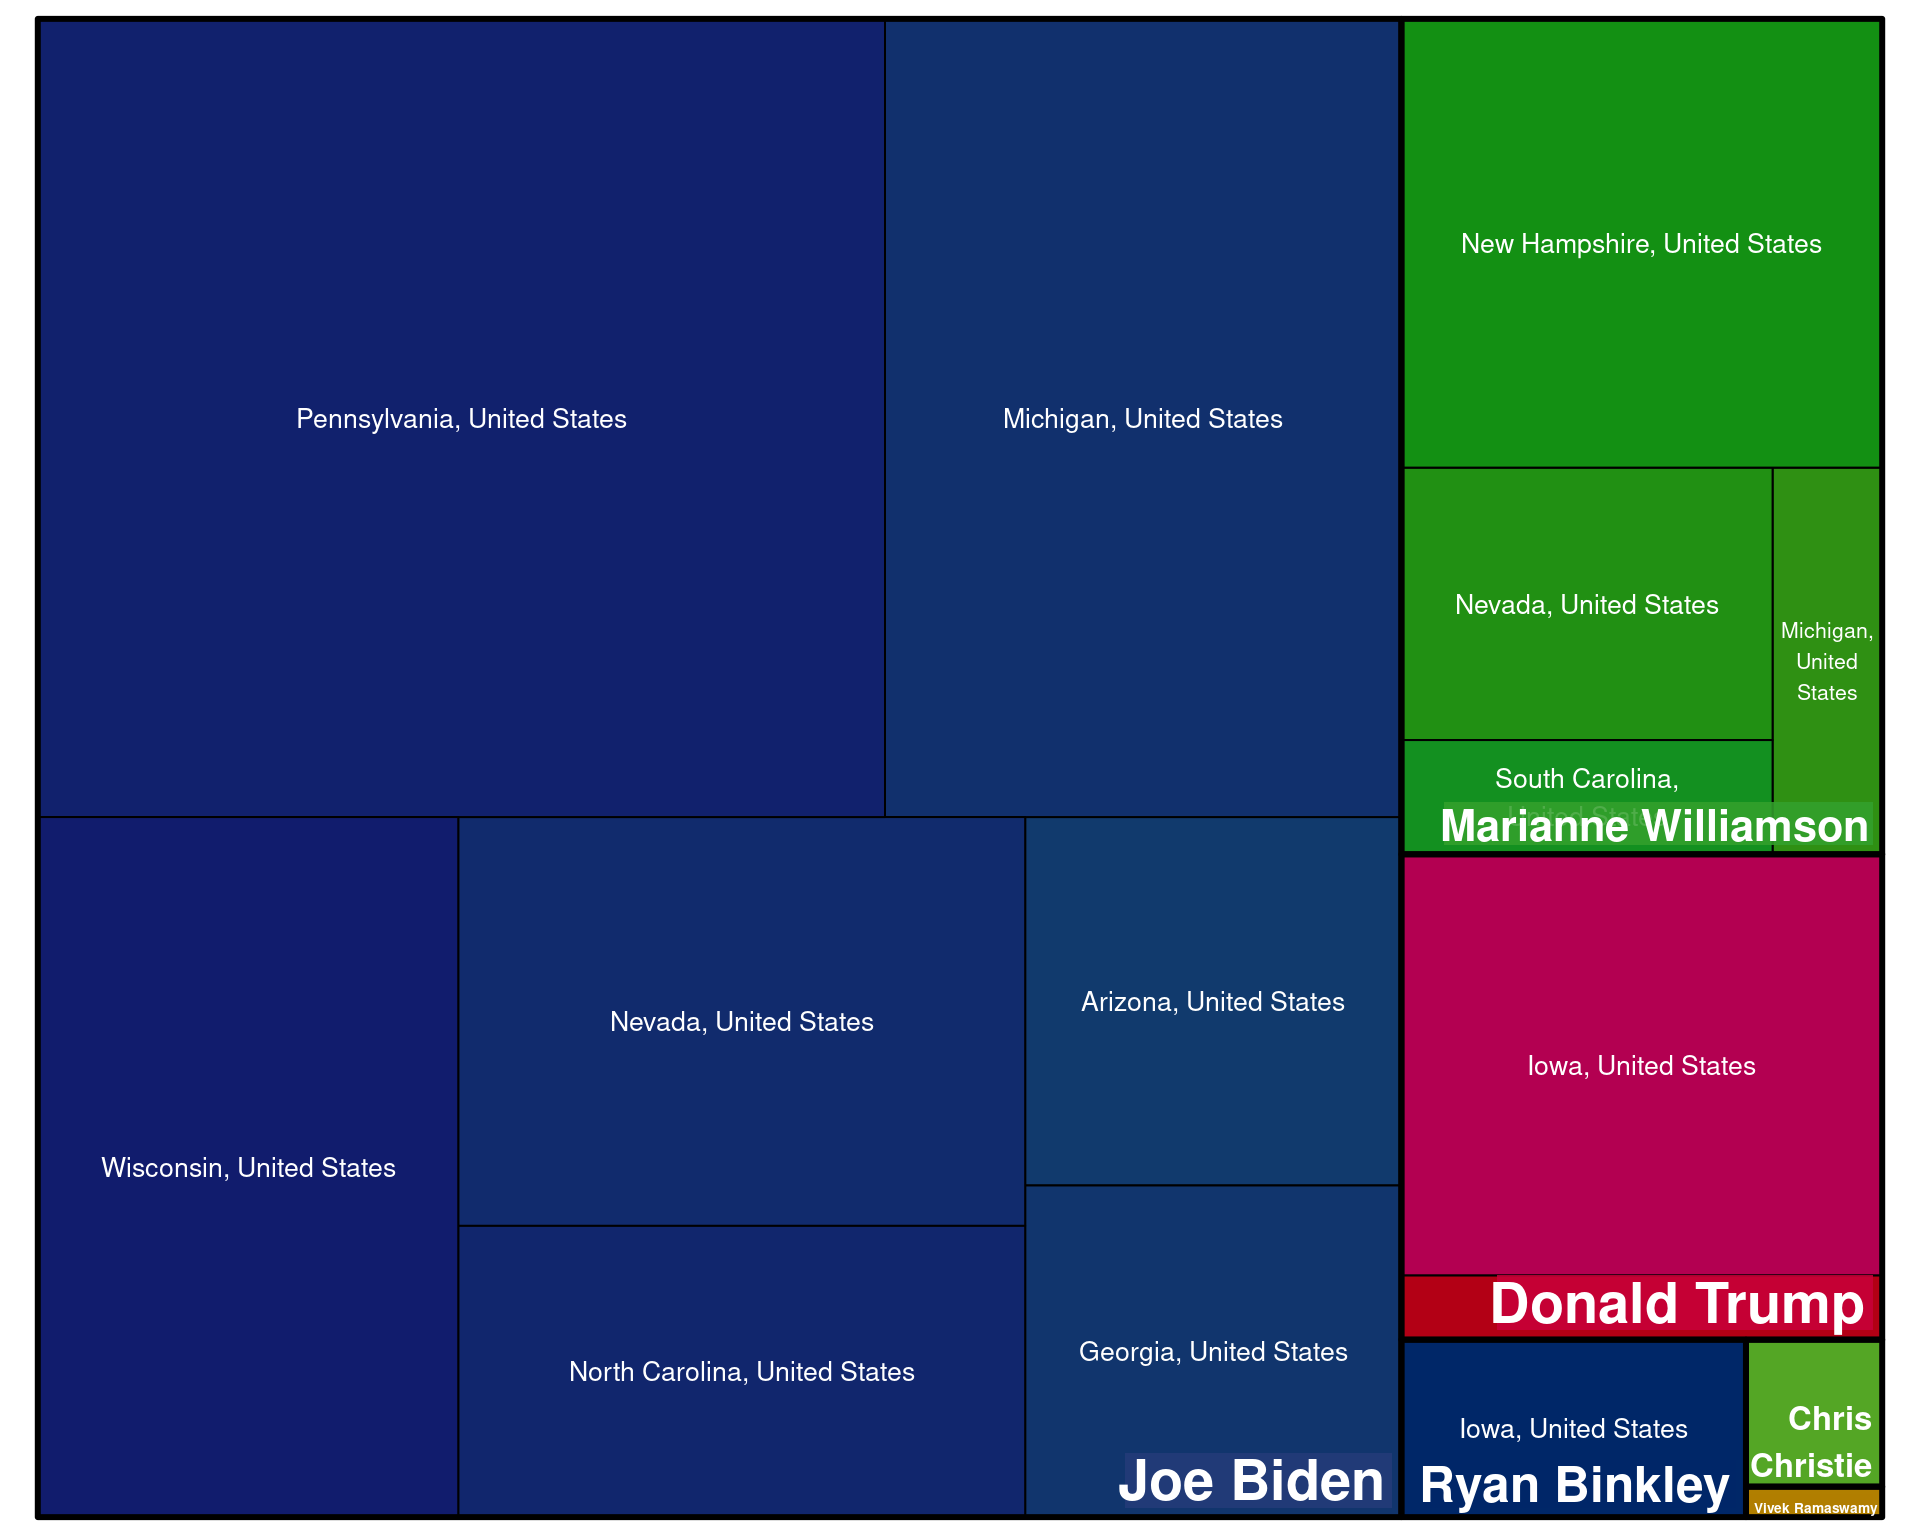 Pennsylvania, United States
Michigan, United States
Wisconsin, United States
Nevada, United States
North Carolina, United States
Arizona, United States
Georgia, United States
Joe Biden
New Hampshire, United States
Nevada, United States
Michigan,
United
States
South Carolina,
United States
Marianne Williamson
Iowa, United States
Donald Trump
Iowa, United States
Ryan Binkley
Chris
Christie
Vivek Ramaswamy